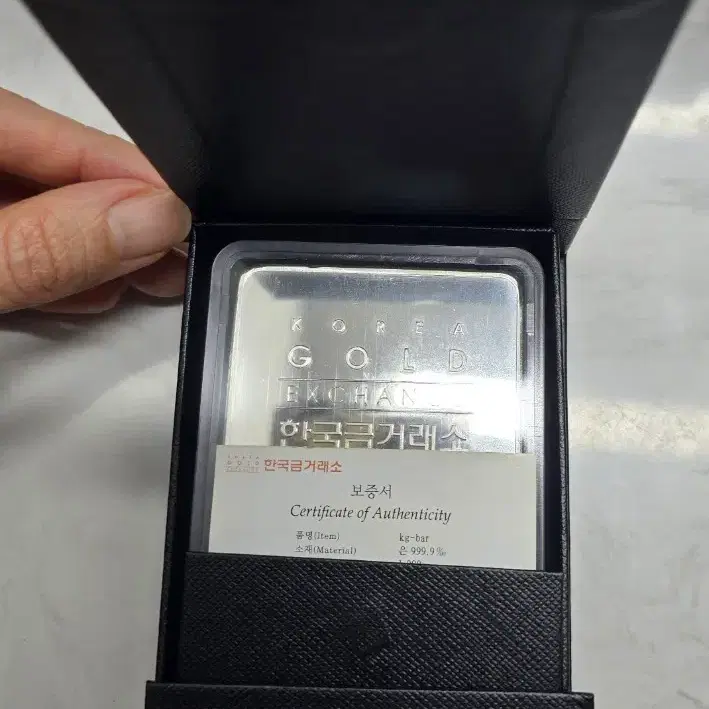 KOREA
GOLD
EXCHAN
한국금거래소
한국금거래소
보증서
Certificate of Authenticity
품명(Item) kg-bar
소재(Material) 은 999.9‰